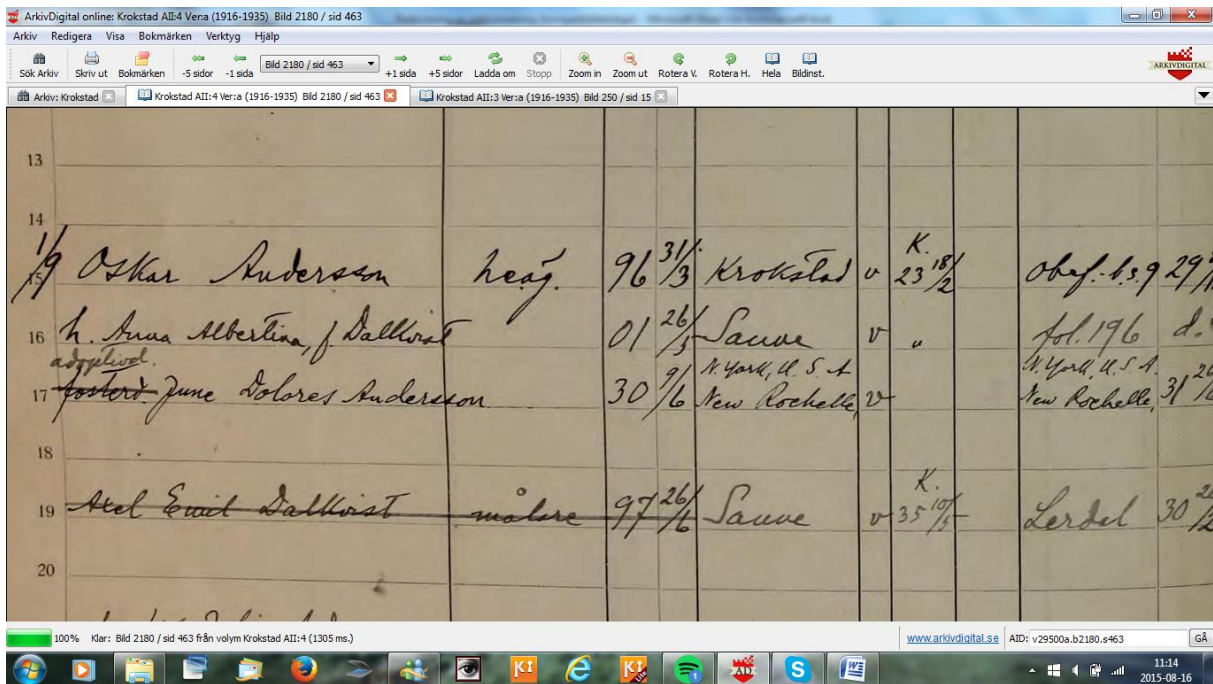 ArkivDigital online: Krokstad AII:4 Ver:a (1916-1935) Bild 2180 / sid 463
Arkiv Redigera Visa Bokmärken Verktyg Hjälp
Sök Arkiv Skriv ut Bokmärken -5 sidor -1 sida Bild 2180 / sid 463 +1 sida +5 sidor Ladda om Stopp Zoom in Zoom ut Rotera V. Rotera H. Hela Bildinst. ARKIVDIGITAL
Arkiv: Krokstad Krokstad AII:4 Ver:a (1916-1935) Bild 2180 / sid 463 Krokstad AII:3 Ver:a (1916-1935) Bild 250 / sid 15
13
14
1/9 K.
15 Oskar Andersson heäg. 96 31/3 Krokstad v 23 18/2 Obef. b.s. 9 29
16 h. Anna Albertina, f. Dallkvist 01 26/ Sauve v " fol. 196 d.
adoptivd. N. York, U.S.A N. York, U.S.A.
17 fosterd. June Dolores Andersson 30 9/6 New Rochelle, v New Rochelle, 31
18
K.
19 Axel Emil Dallkvist målare 97 26/6 Sauve v 35 10/5 Lerdal 30
20
100% Klar: Bild 2180 / sid 463 från volym Krokstad AII:4 (1305 ms.) www.arkivdigital.se AID: v29500a.b2180.s463 GÅ
11:14
2015-08-16